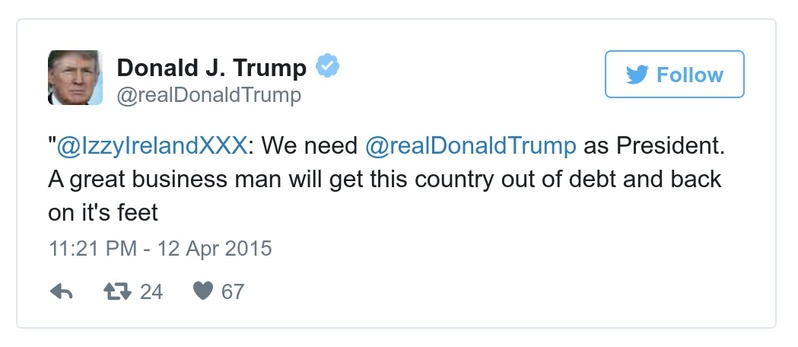 Donald J. Trump
@realDonaldTrump
Follow
"@IzzyIrelandXXX: We need @realDonaldTrump as President.
A great business man will get this country out of debt and back
on it's feet
11:21 PM - 12 Apr 2015
24 67